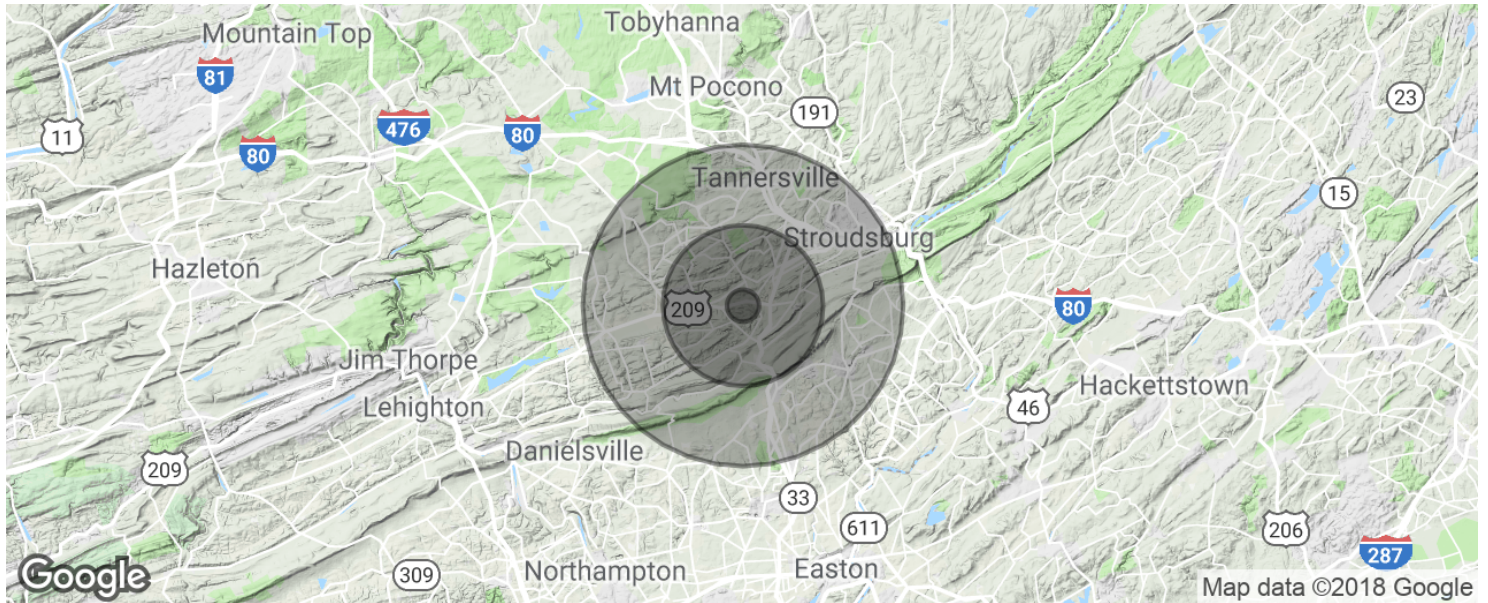 Tobyhanna
Mountain Top
81
Mt Pocono
23
191
11
476
80
80
Tannersville
15
Stroudsburg
Hazleton
209
80
Jim Thorpe
Hackettstown
Lehighton
46
Danielsville
209
33
611
206
287
Northampton
Easton
309
Google
Map data ©2018 Google